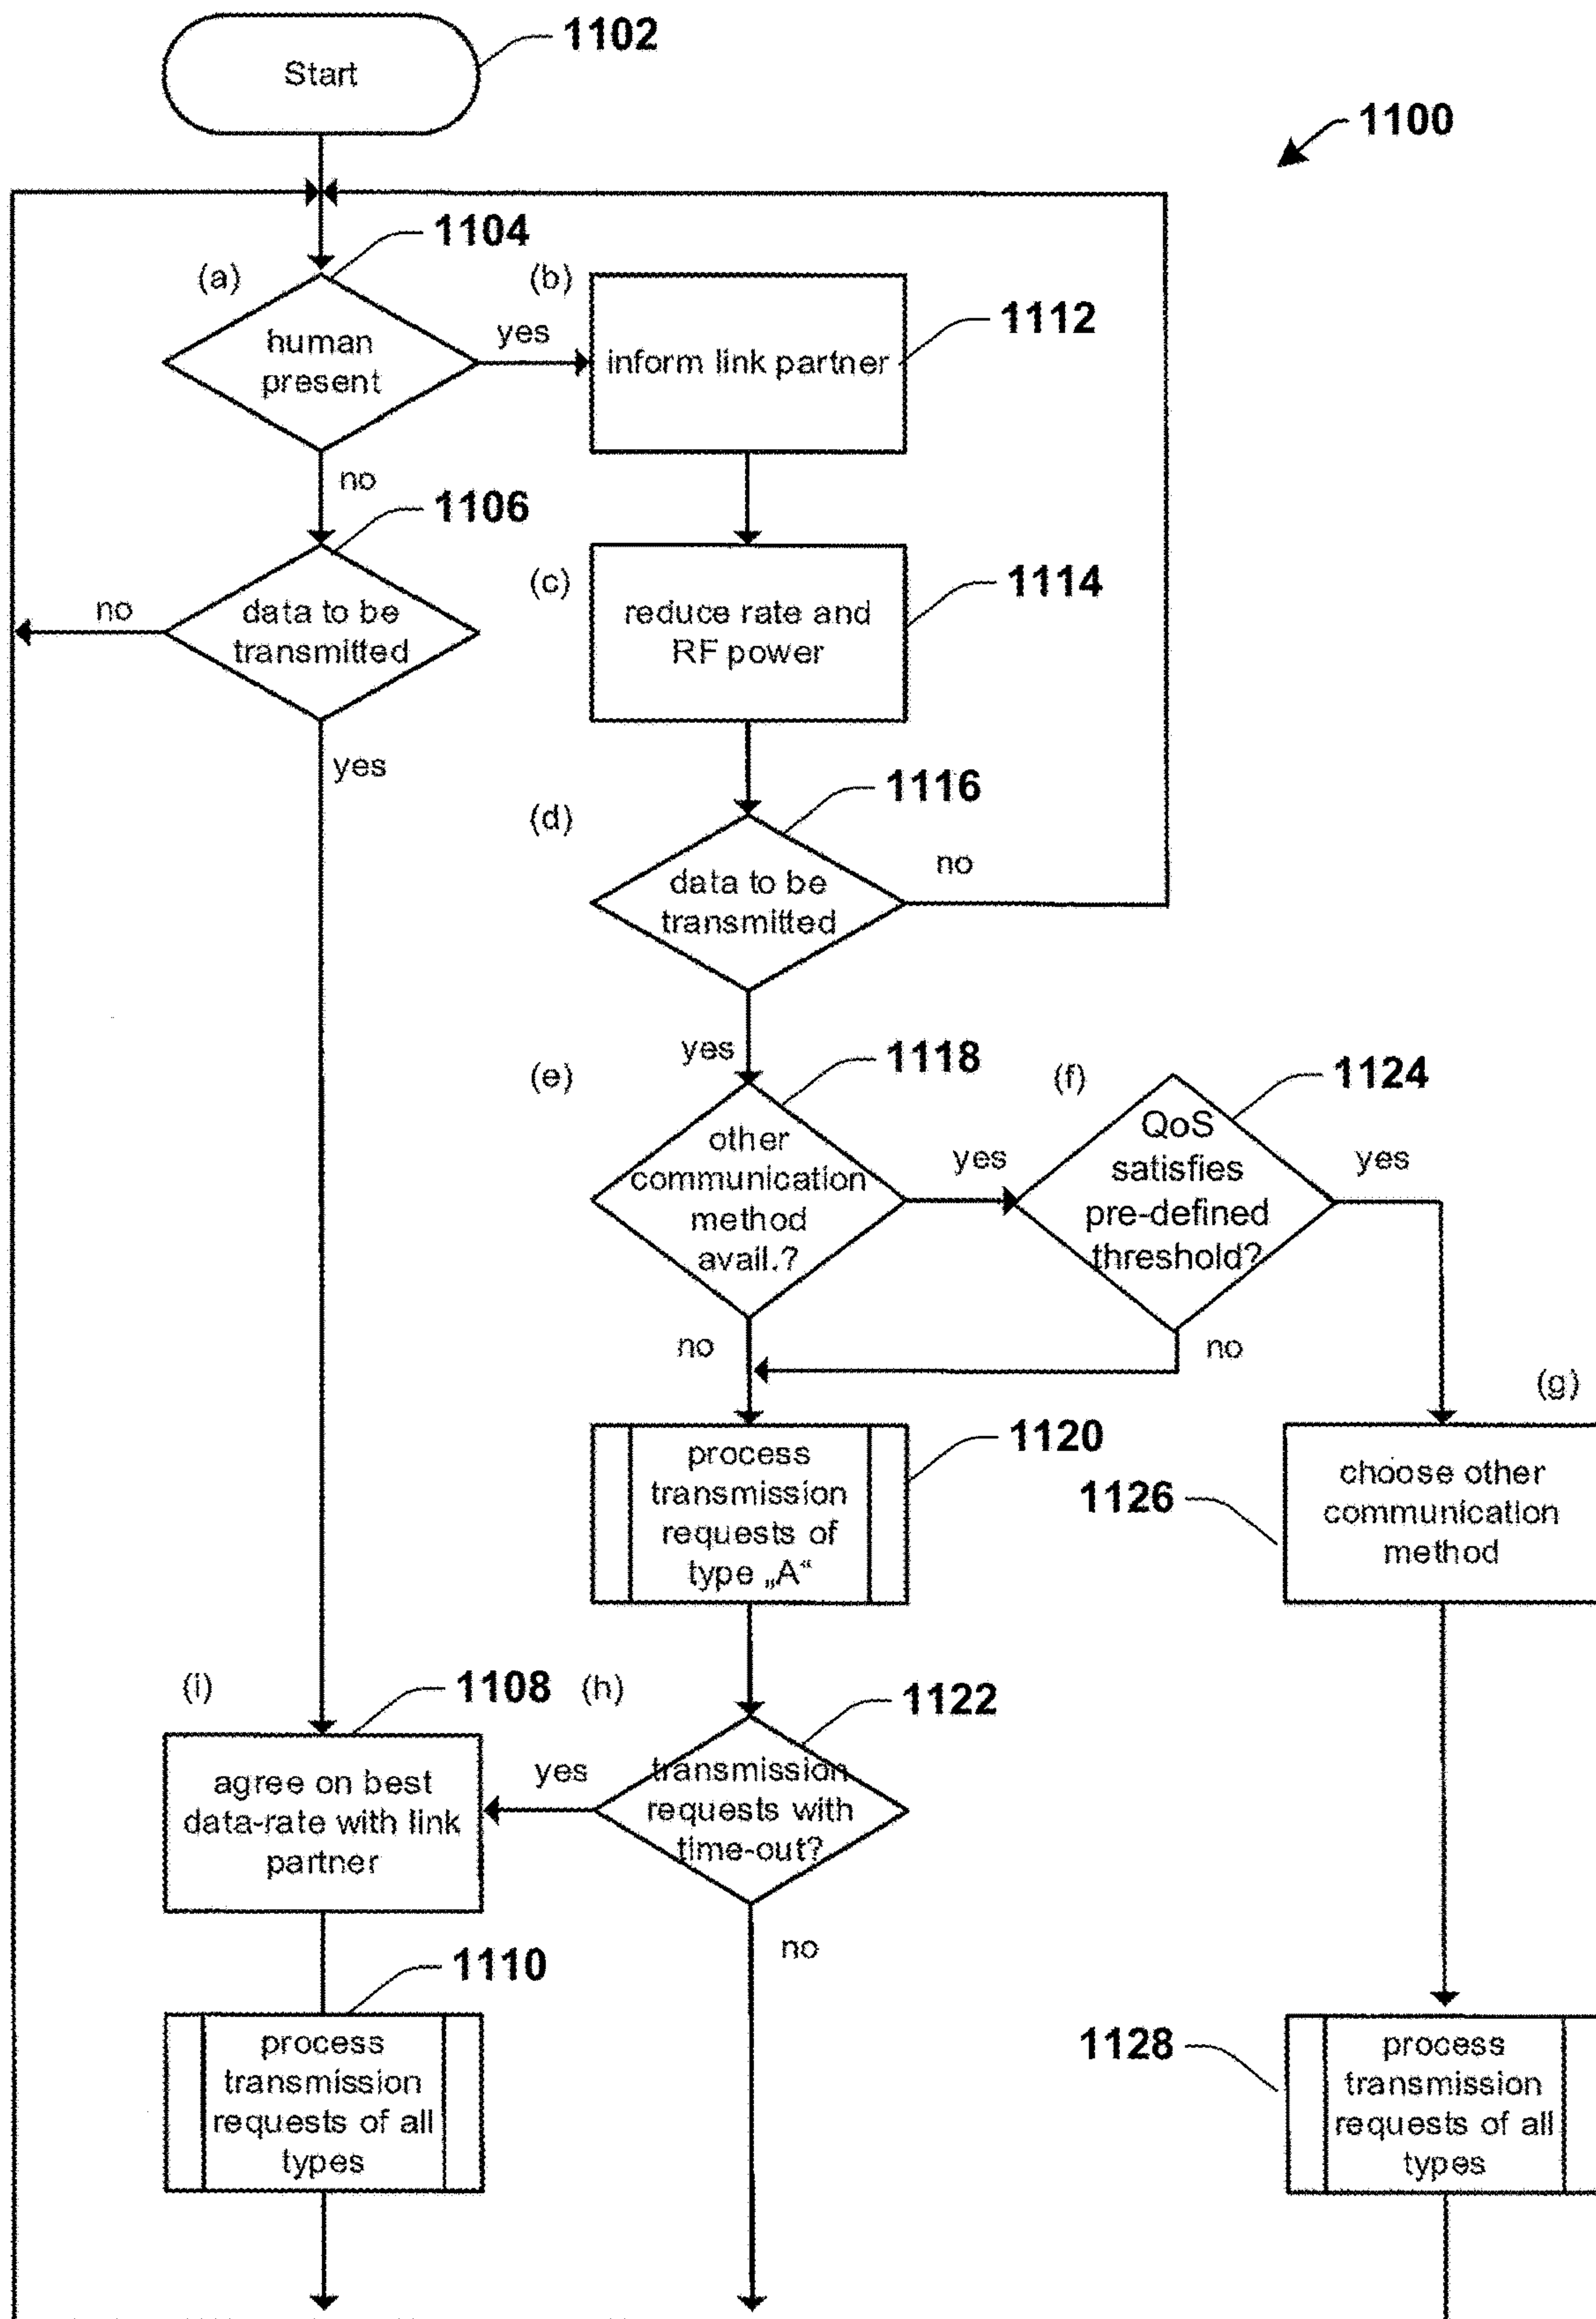 1102
Start
1100
1104
(a)
(b)
human
present
yes
inform link partner
1112
no
1106
(c)
1114
no
data to be
transmitted
reduce rate and
RF power
yes
1116
(d)
no
data to be
transmitted
yes
1118
(e)
(f)
1124
other
communication
method
avail.?
yes
QoS
satisfies
pre-defined
threshold?
yes
no
no
(g)
process
transmission
requests of
type „A“
1120
1126
choose other
communication
method
(i)
1108
(h)
1122
agree on best
data-rate with link
partner
yes
transmission
requests with
time-out?
no
1110
process
transmission
requests of all
types
1128
process
transmission
requests of all
types